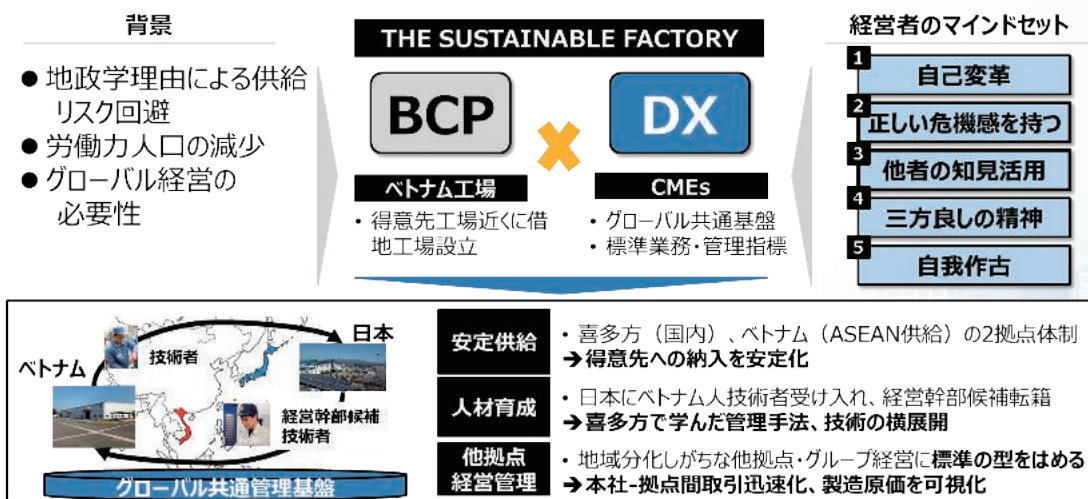 背景
● 地政学理由による供給
リスク回避
● 労働力人口の減少
● グローバル経営の
必要性
THE SUSTAINABLE FACTORY
BCP
DX
ベトナム工場
CMEs
・ 得意先工場近くに借
地工場設立
・ グローバル共通基盤
・ 標準業務・管理指標
経営者のマインドセット
1
自己変革
2
正しい危機感を持つ
3
他者の知見活用
4
三方良しの精神
5
自我作古
日本
技術者
ベトナム
経営幹部候補
技術者
グローバル共通管理基盤
安定供給
・ 喜多方（国内）、ベトナム（ASEAN供給）の2拠点体制
➔得意先への納入を安定化
人材育成
・ 日本にベトナム人技術者受け入れ、経営幹部候補転籍
➔喜多方で学んだ管理手法、技術の横展開
他拠点
経営管理
・ 地域分化しがちな他拠点・グループ経営に標準の型をはめる
➔本社-拠点間取引迅速化、製造原価を可視化